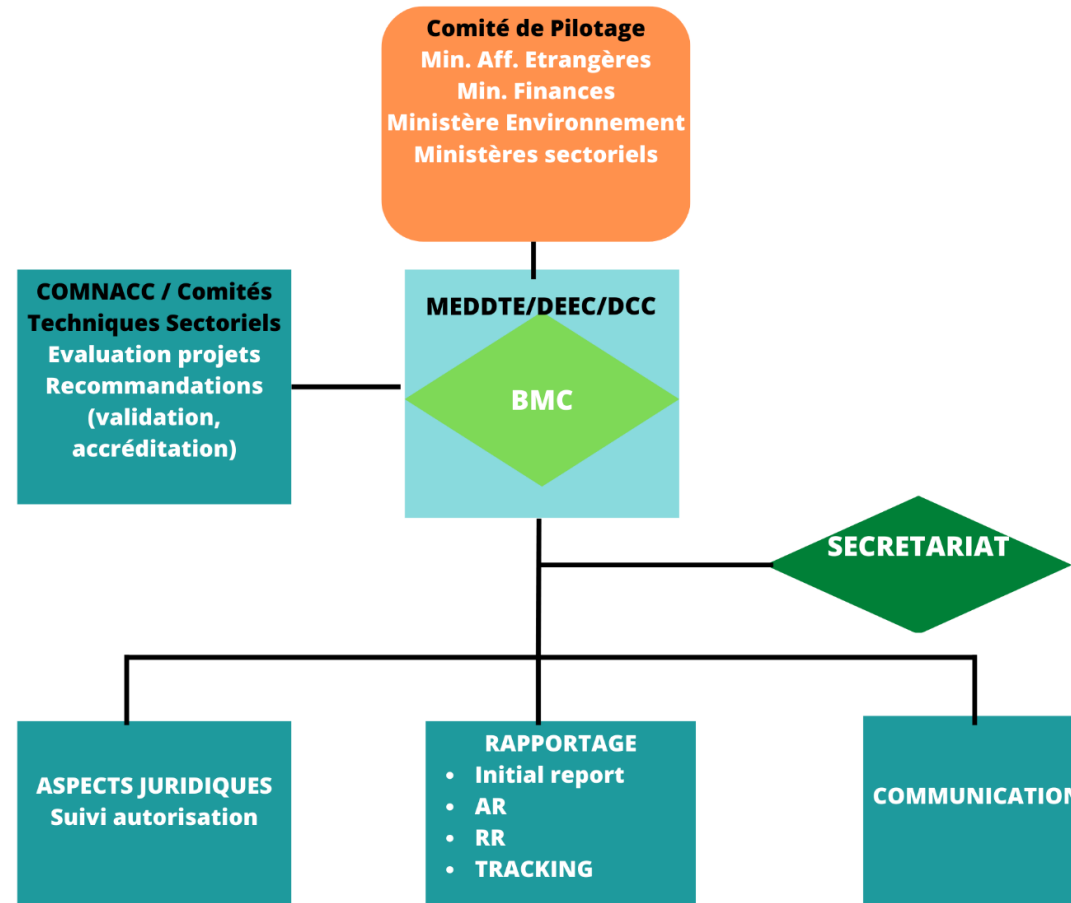 Comité de Pilotage
Min. Aff. Etrangères
Min. Finances
Ministère Environnement
Ministères sectoriels
COMNACC / Comités
Techniques Sectoriels
Evaluation projets
Recommandations
(validation,
accréditation)
MEDDTE/DEEC/DCC
BMC
SECRETARIAT
ASPECTS JURIDIQUES
Suivi autorisation
RAPPORTAGE
• Initial report
• AR
• RR
• TRACKING
COMMUNICATION